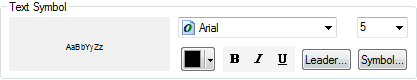 Text Symbol
AaBbYyZz
Arial
5
B I U
Leader...
Symbol...